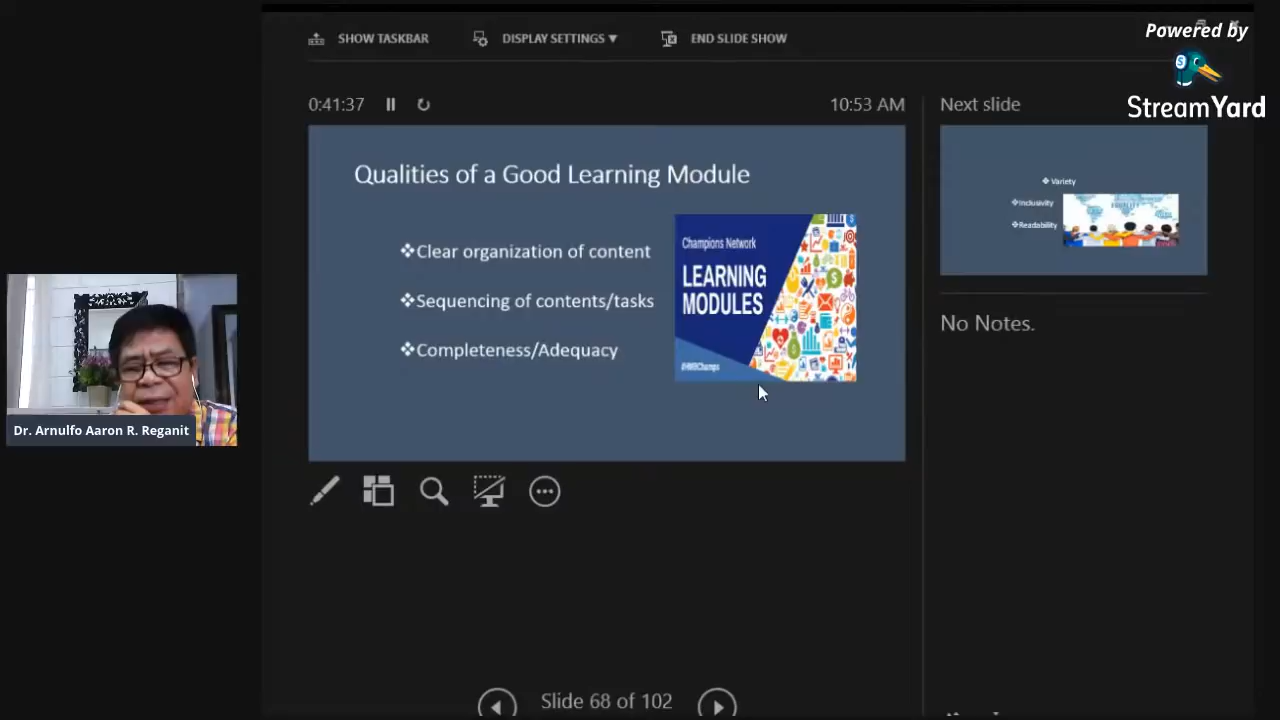 SHOW TASKBAR
DISPLAY SETTINGS ▼
END SLIDE SHOW
Powered by
StreamYard
0:41:37
10:53 AM
Next slide
Qualities of a Good Learning Module
❖Clear organization of content
❖Sequencing of contents/tasks
❖Completeness/Adequacy
Champions Network
LEARNING
MODULES
❖ Variety
❖Inclusivity
❖Readability
EQUALITY
No Notes.
Dr. Arnulfo Aaron R. Reganit
Slide 68 of 102